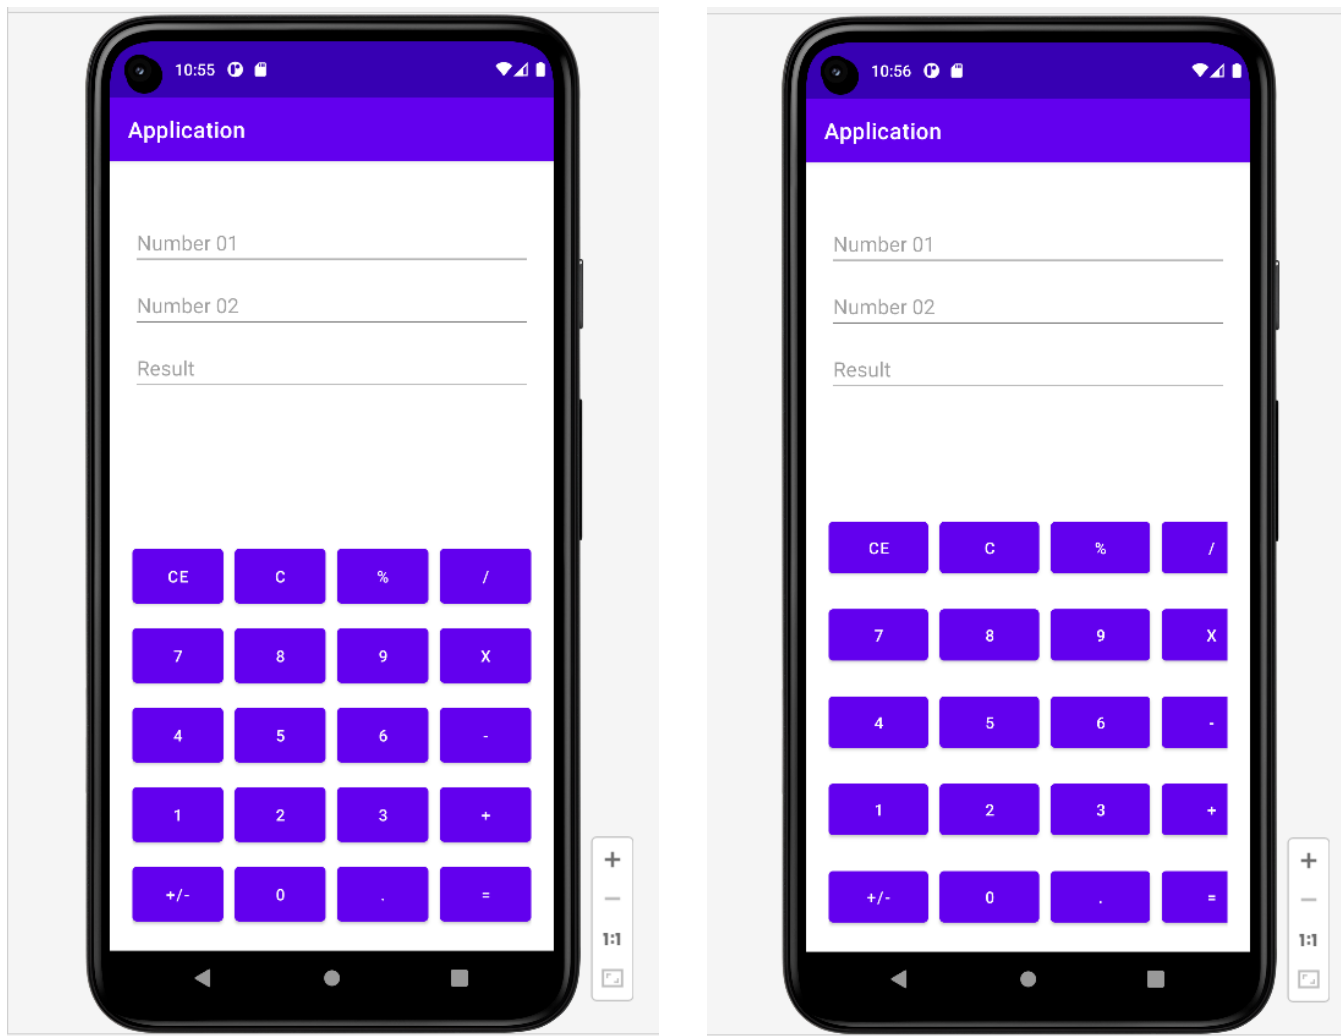 10:55
Application
Number 01
Number 02
Result
CE C % /
7 8 9 X
4 5 6 -
1 2 3 +
+/- 0 . =
+
−
1:1
10:56
Application
Number 01
Number 02
Result
CE C % /
7 8 9 X
4 5 6 -
1 2 3 +
+/- 0 . =
+
−
1:1